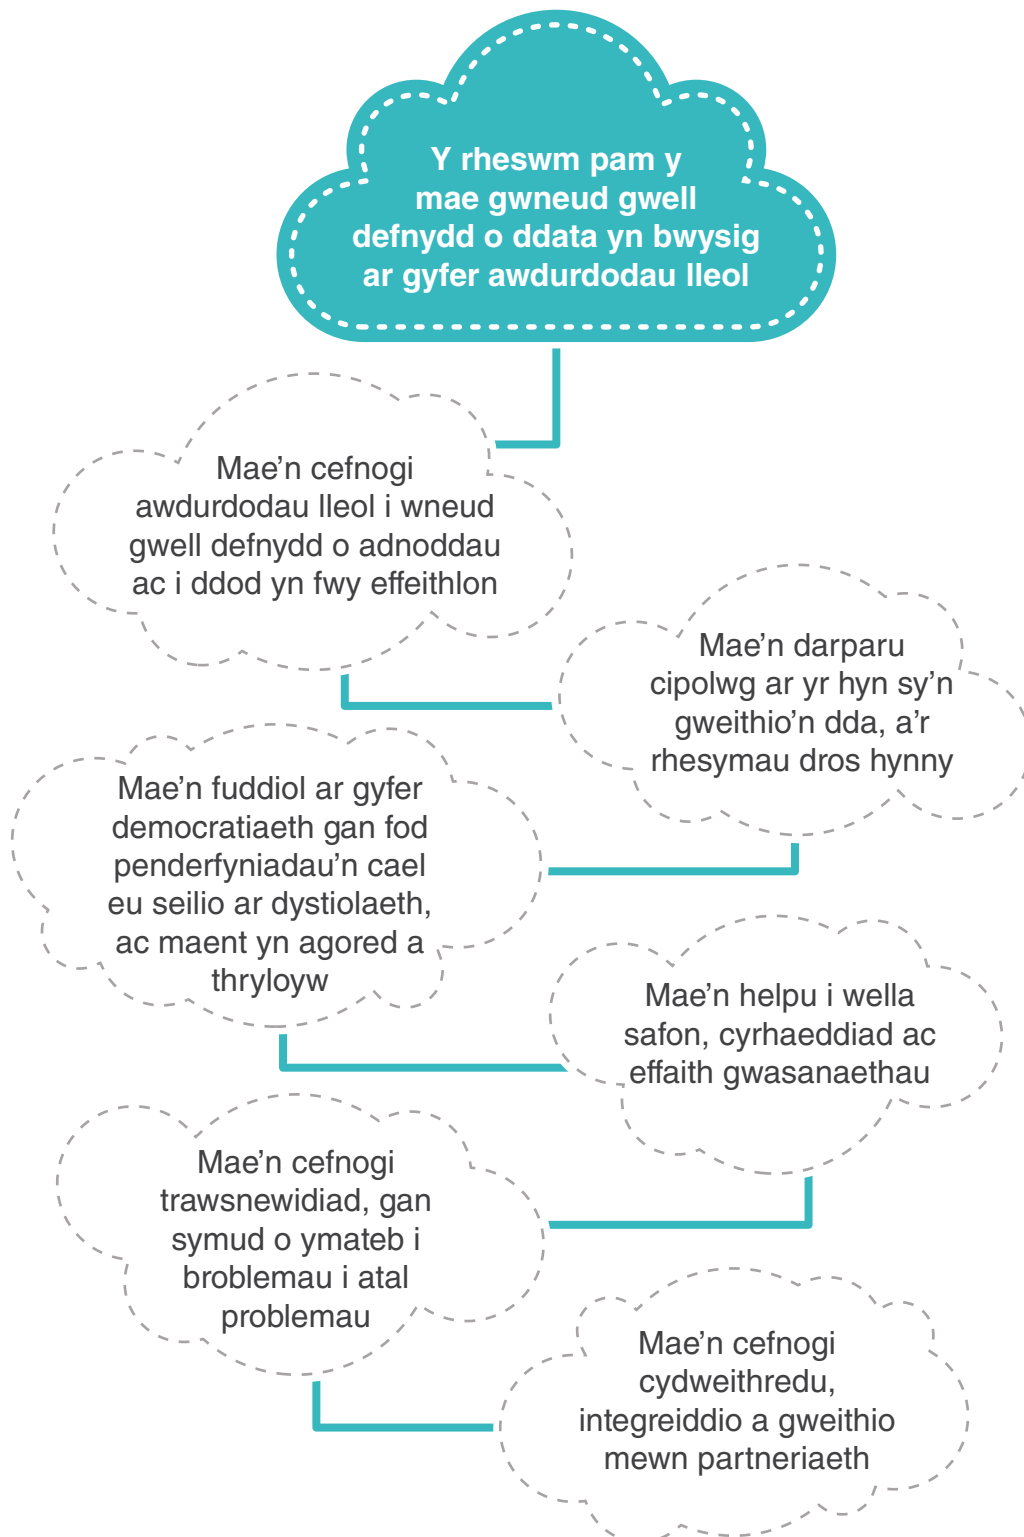 Y rheswm pam y
mae gwneud gwell
defnydd o ddata yn bwysig
ar gyfer awdurdodau lleol
Mae’n cefnogi
awdurdodau lleol i wneud
gwell defnydd o adnoddau
ac i ddod yn fwy effeithlon
Mae’n darparu
cipolwg ar yr hyn sy’n
gweithio’n dda, a’r
rhesymau dros hynny
Mae’n fuddiol ar gyfer
democratiaeth gan fod
penderfyniadau’n cael
eu seilio ar dystiolaeth,
ac maent yn agored a
thryloyw
Mae’n helpu i wella
safon, cyrhaeddiad ac
effaith gwasanaethau
Mae’n cefnogi
trawsnewidiad, gan
symud o ymateb i
broblemau i atal
problemau
Mae’n cefnogi
cydweithredu,
integreiddio a gweithio
mewn partneriaeth